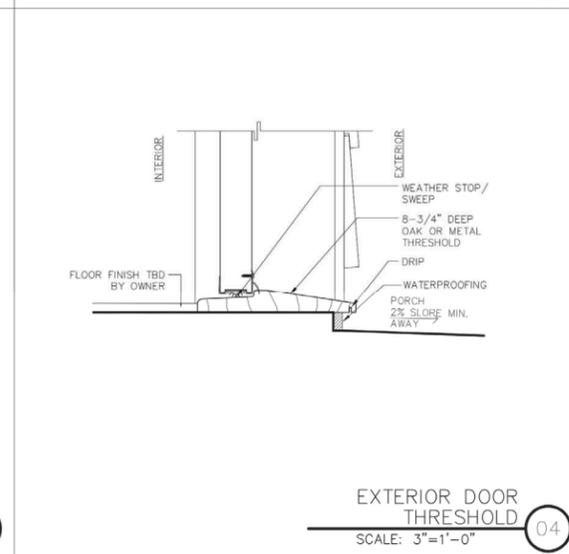 INTERIOR
EXTERIOR
WEATHER STOP/
SWEEP
8-3/4" DEEP
OAK OR METAL
THRESHOLD
DRIP
WATERPROOFING
FLOOR FINISH TBD
BY OWNER
PORCH
2% SLORE MIN.
AWAY
EXTERIOR DOOR
THRESHOLD
04
SCALE: 3"=1'-0"